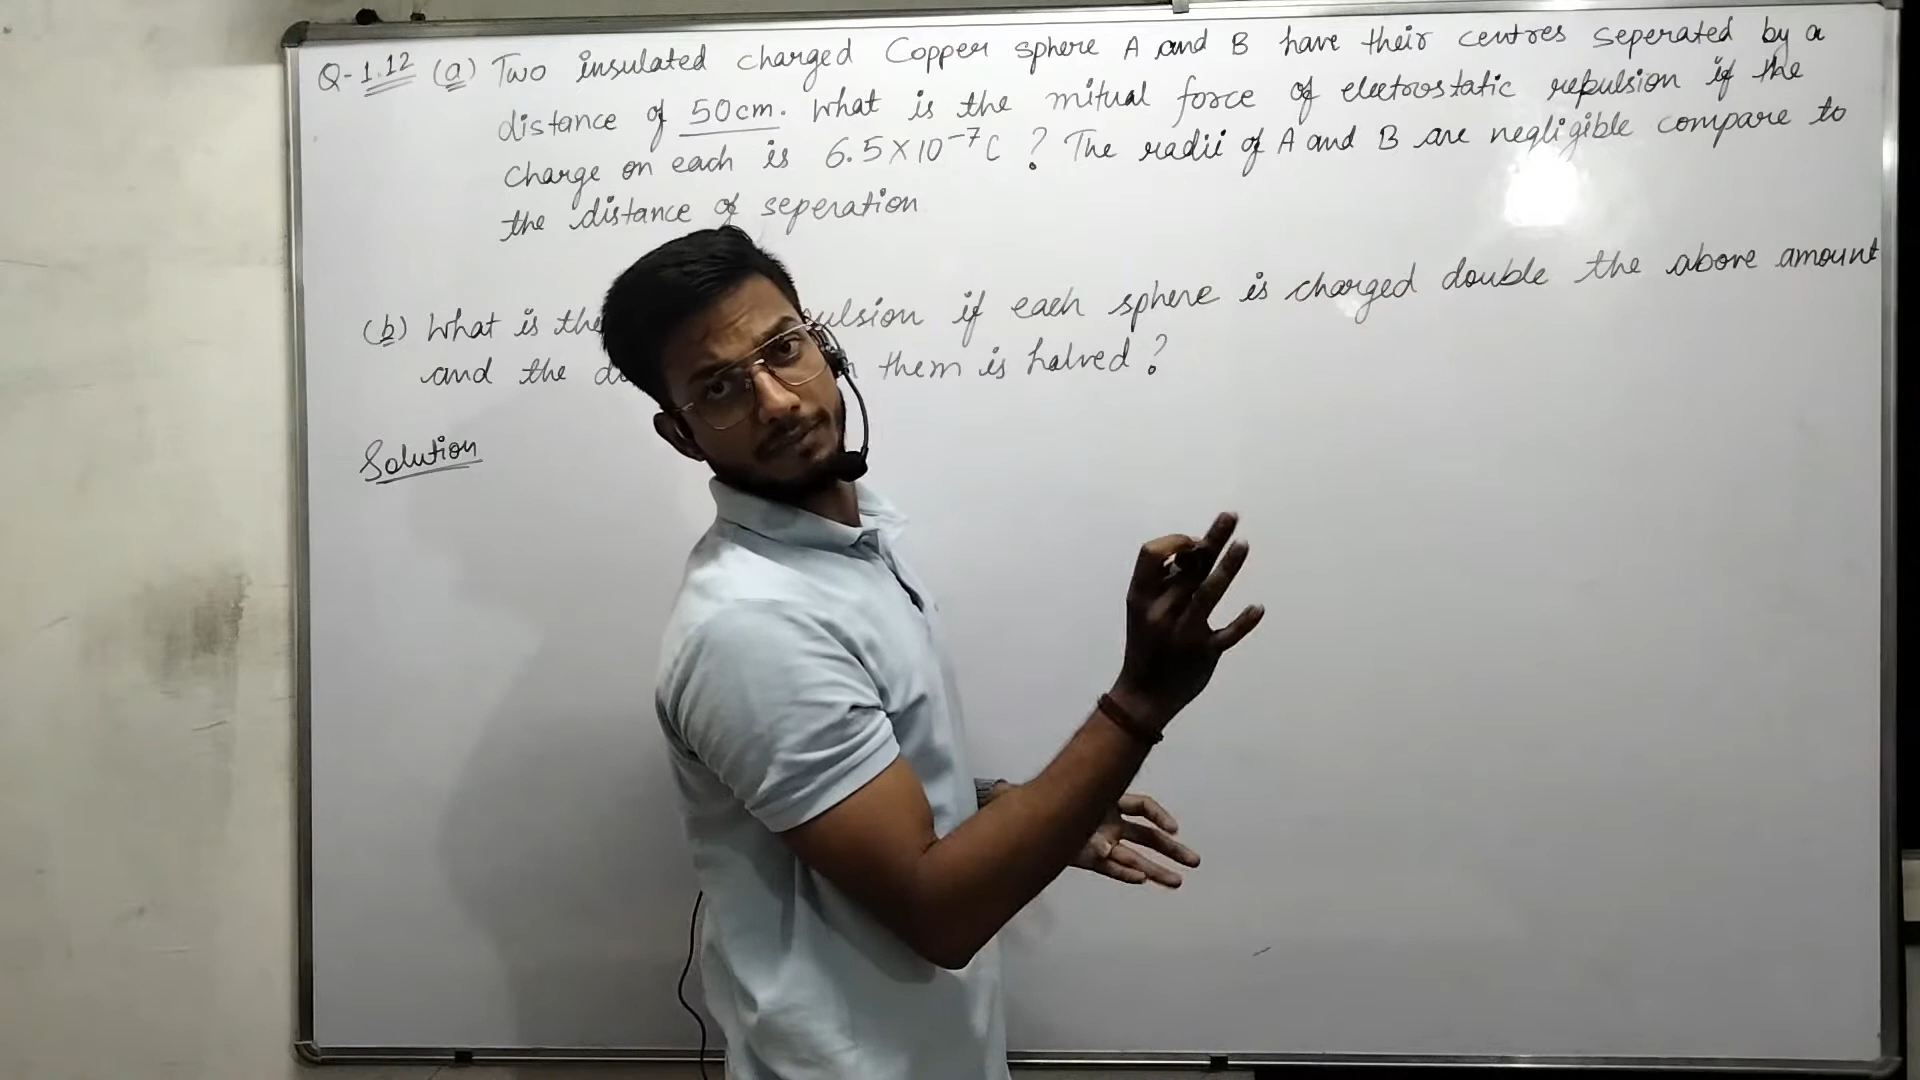 Q-1.12 (a) Two insulated charged Copper sphere A and B have their centres seperated by a
distance of 50cm. What is the mitual force of electrostatic repulsion if the
charge on each is 6.5X10⁻⁷C ? The radii of A and B are negligible compare to
the distance of seperation
(b) What is the ulsion if each sphere is charged double the above amount
and the d them is halved ?
Solution